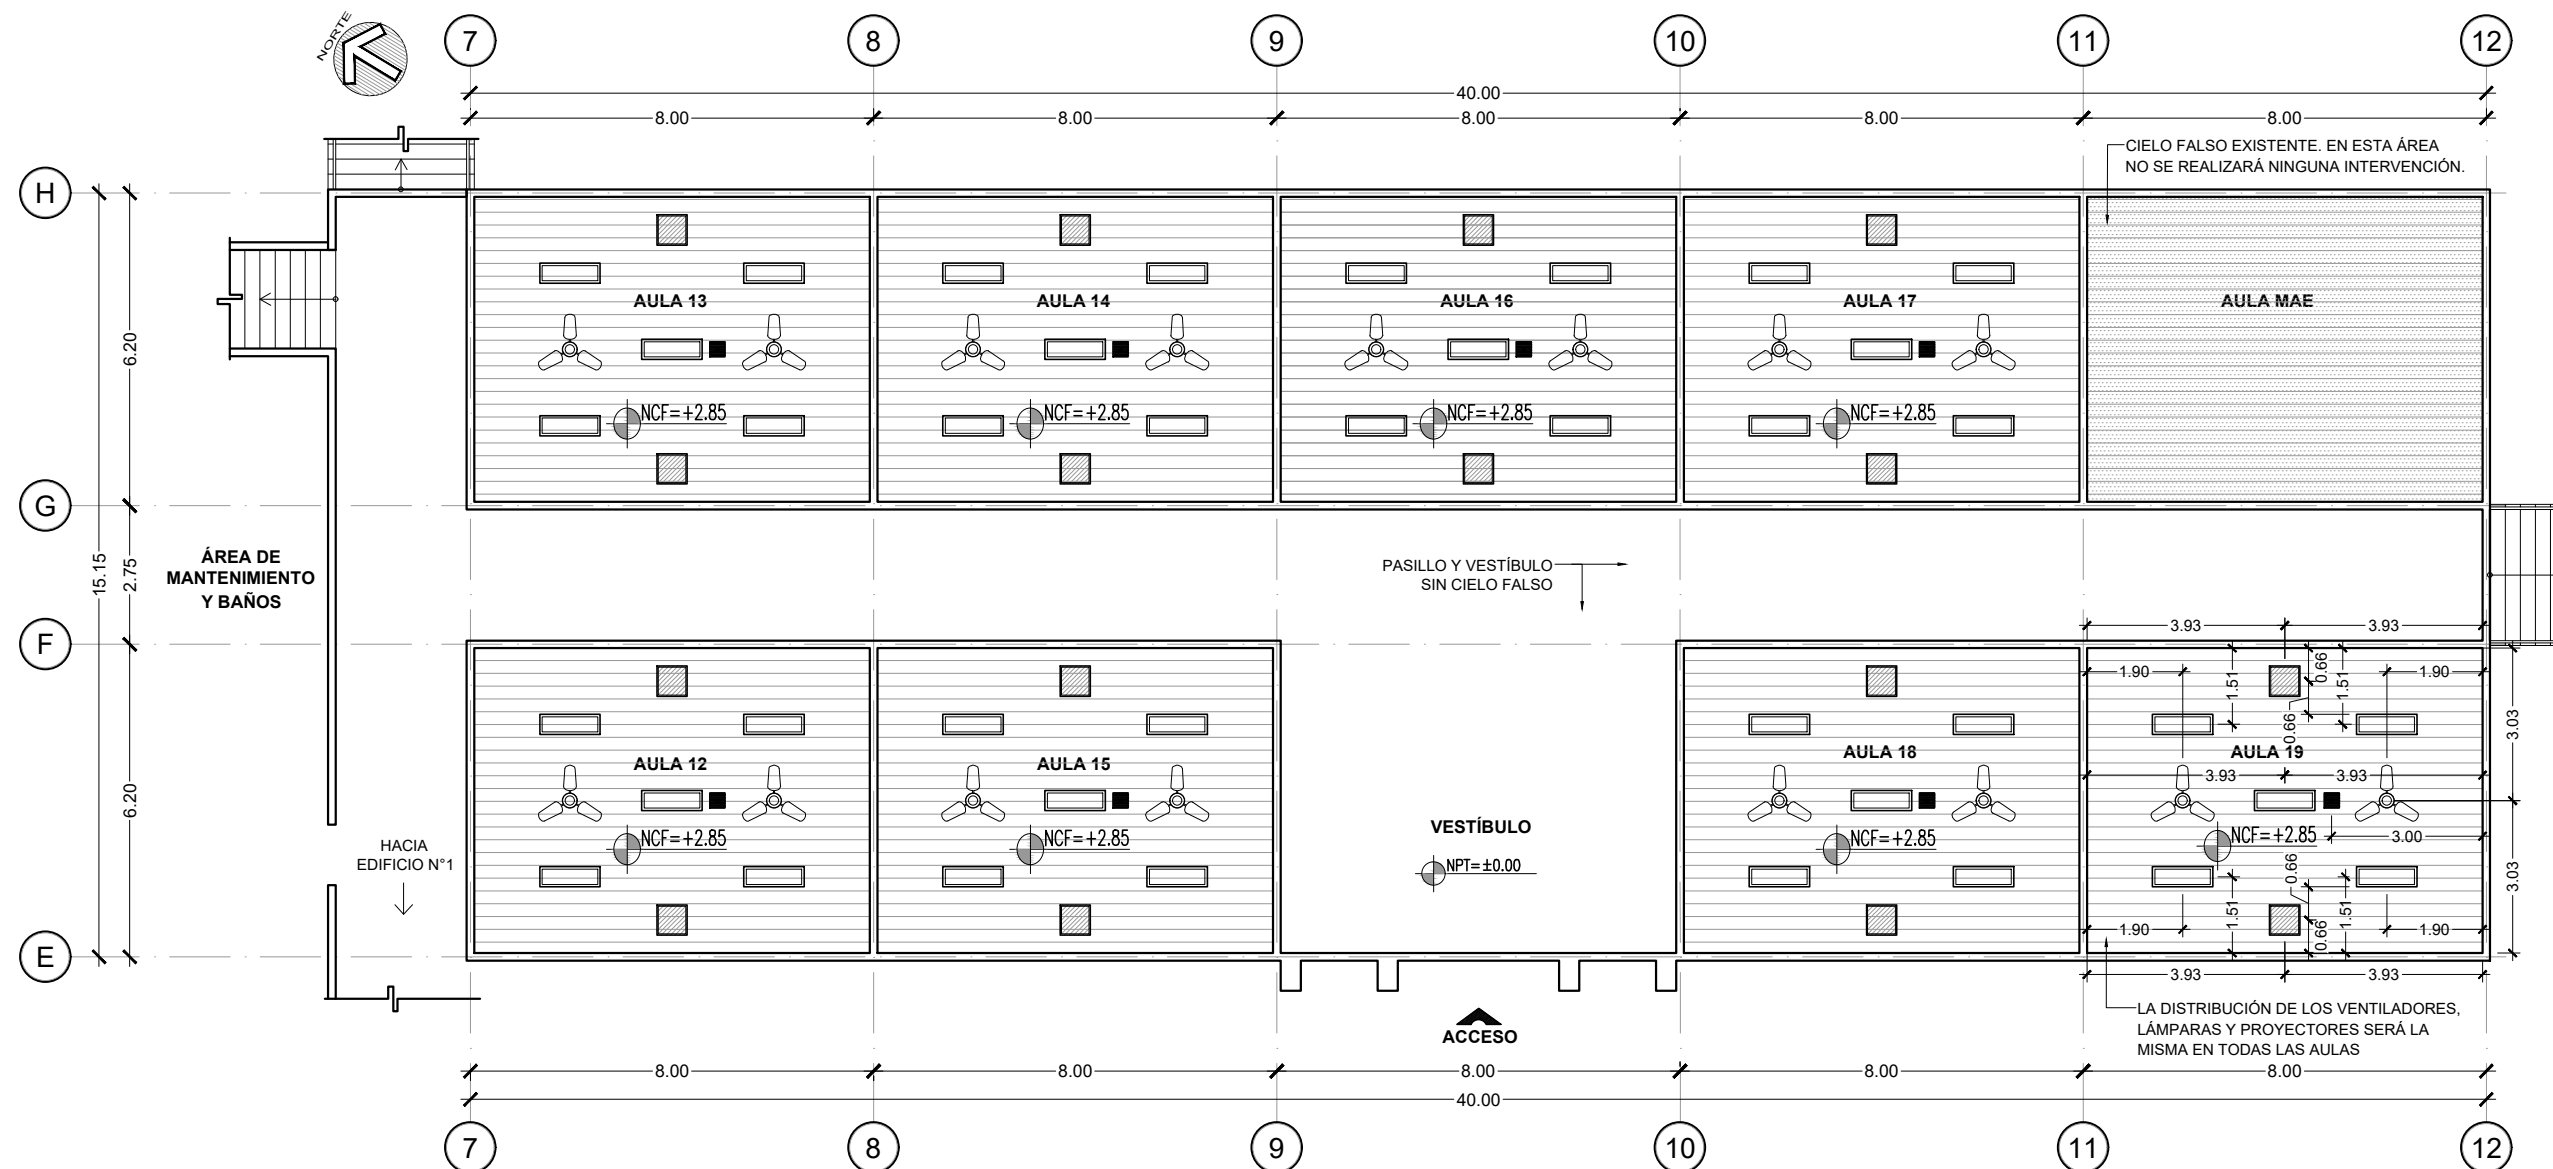 NORTE
7 8 9 10 11 12
40.00
8.00 8.00 8.00 8.00 8.00
CIELO FALSO EXISTENTE. EN ESTA ÁREA
NO SE REALIZARÁ NINGUNA INTERVENCIÓN.
H
AULA 13 AULA 14 AULA 16 AULA 17 AULA MAE
6.20
NCF=+2.85 NCF=+2.85 NCF=+2.85 NCF=+2.85
G
ÁREA DE
MANTENIMIENTO
Y BAÑOS
15.15
2.75
PASILLO Y VESTÍBULO
SIN CIELO FALSO
F
3.93 3.93
1.90 1.51 0.66 0.66 1.51 1.90
3.03
AULA 12 AULA 15 AULA 18 AULA 19
3.93 3.93
6.20
VESTÍBULO
NCF=+2.85 NCF=+2.85 NCF=+2.85 NCF=+2.85
3.00
HACIA
EDIFICIO N°1
NPT=±0.00
0.66
3.03
1.90 1.51 0.66 1.51 1.90
E
3.93 3.93
LA DISTRIBUCIÓN DE LOS VENTILADORES,
LÁMPARAS Y PROYECTORES SERÁ LA
MISMA EN TODAS LAS AULAS
ACCESO
8.00 8.00 8.00 8.00 8.00
40.00
7 8 9 10 11 12